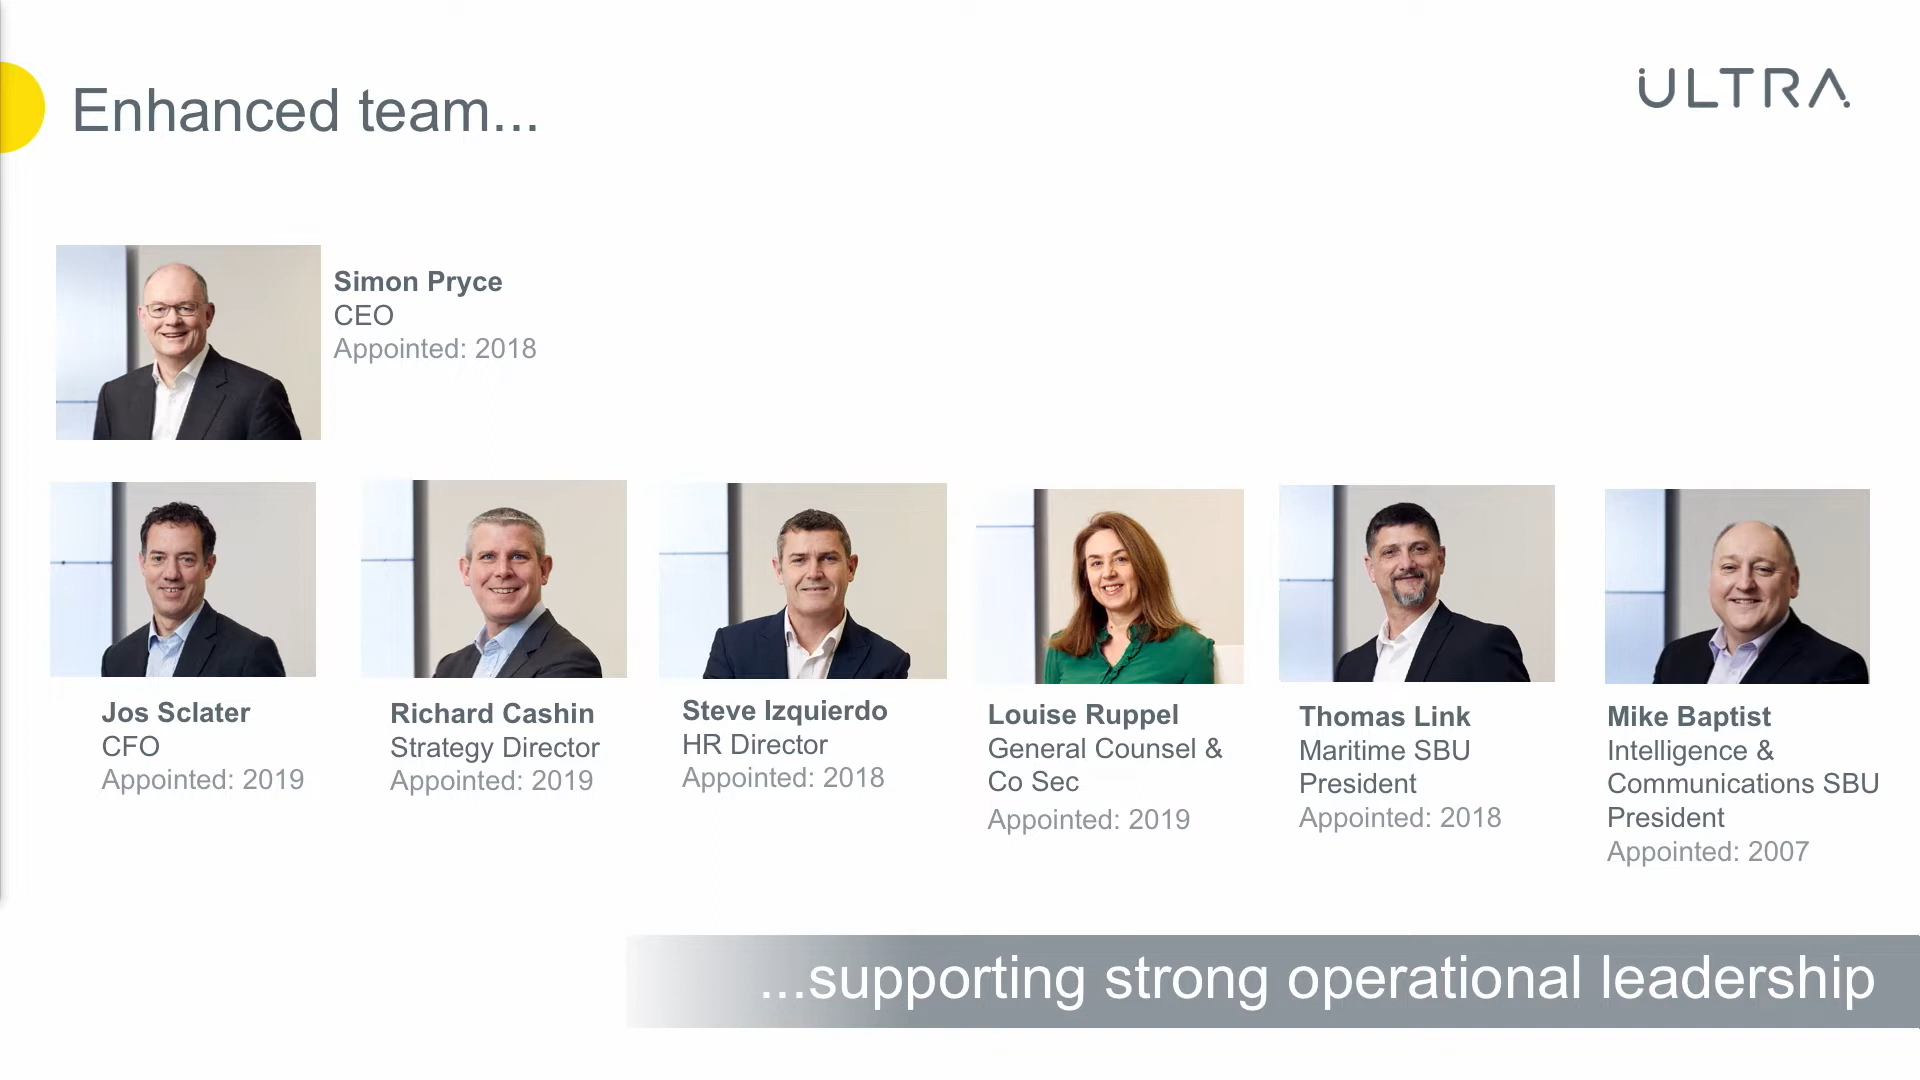 Enhanced team...
ULTRA
Simon Pryce
CEO
Appointed: 2018
Jos Sclater
CFO
Appointed: 2019
Richard Cashin
Strategy Director
Appointed: 2019
Steve Izquierdo
HR Director
Appointed: 2018
Louise Ruppel
General Counsel &
Co Sec
Appointed: 2019
Thomas Link
Maritime SBU
President
Appointed: 2018
Mike Baptist
Intelligence &
Communications SBU
President
Appointed: 2007
...supporting strong operational leadership